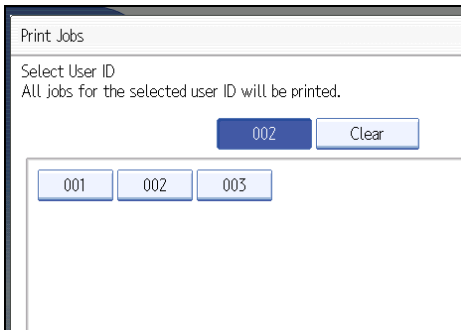 Print Jobs
Select User ID
All jobs for the selected user ID will be printed.
002 Clear
001 002 003